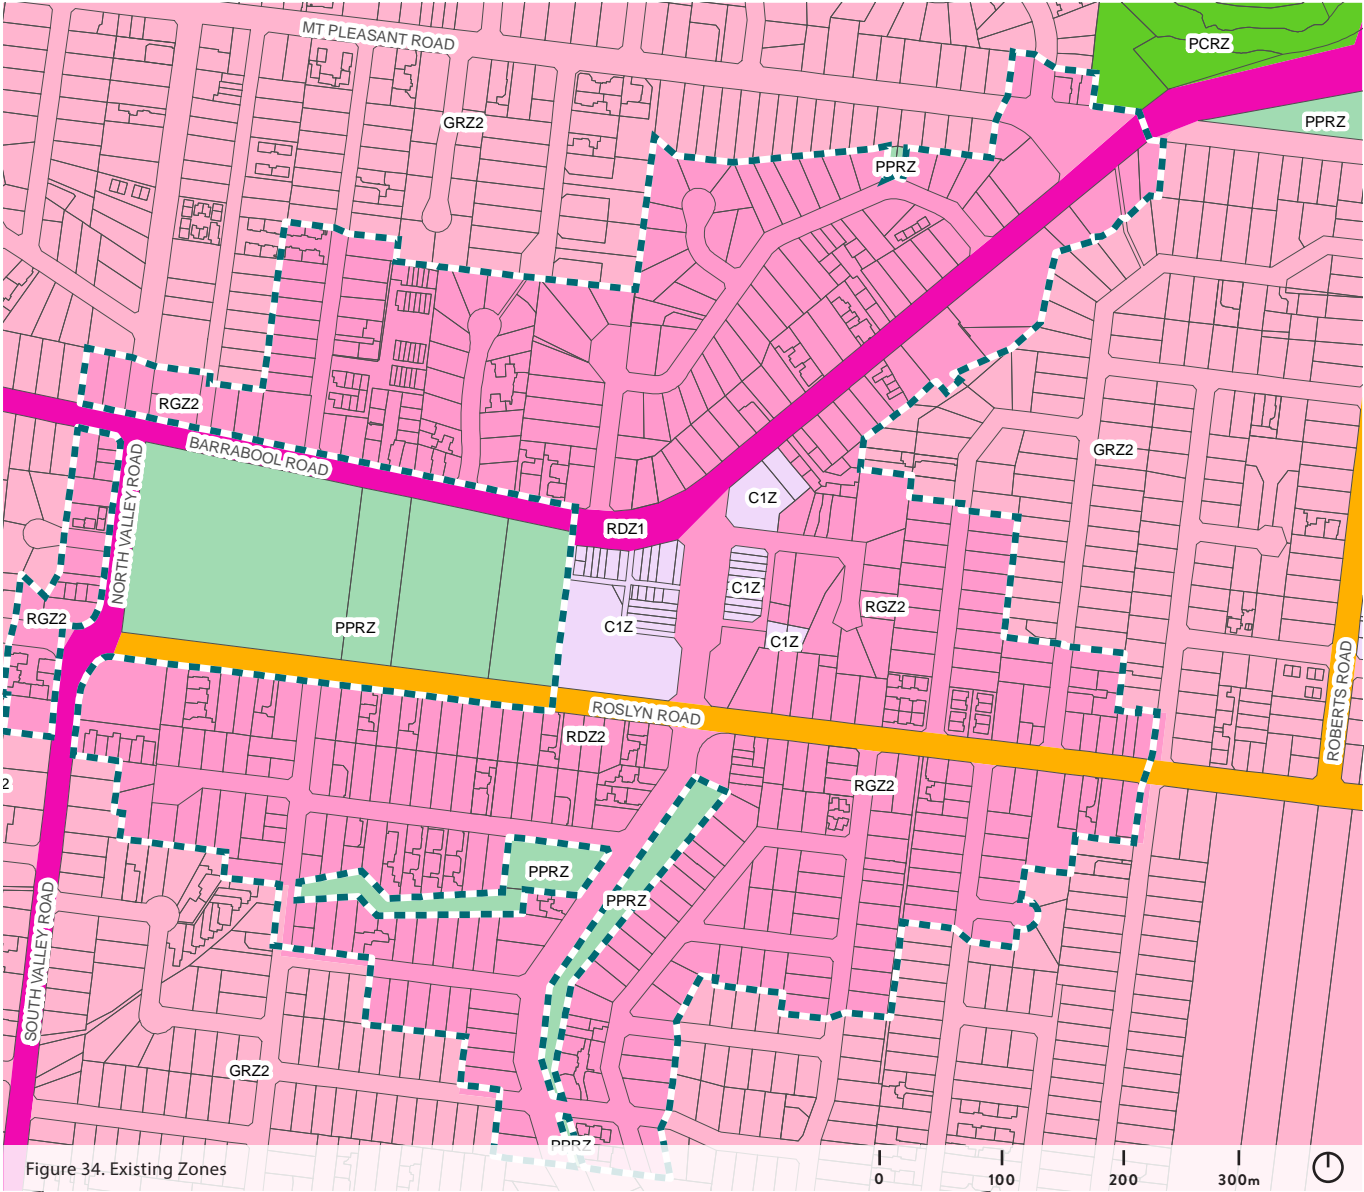 MT PLEASANT ROAD
PCRZ
GRZ2
PPRZ
PPRZ
RGZ2
BARRABOOL ROAD
GRZ2
NORTH VALLEY ROAD
C1Z
RDZ1
C1Z
RGZ2
RGZ2
PPRZ
C1Z
C1Z
ROBERTS ROAD
ROSLYN ROAD
RDZ2
2
RGZ2
PPRZ
PPRZ
SOUTH VALLEY ROAD
GRZ2
PPRZ
Figure 34. Existing Zones
0 100 200 300m